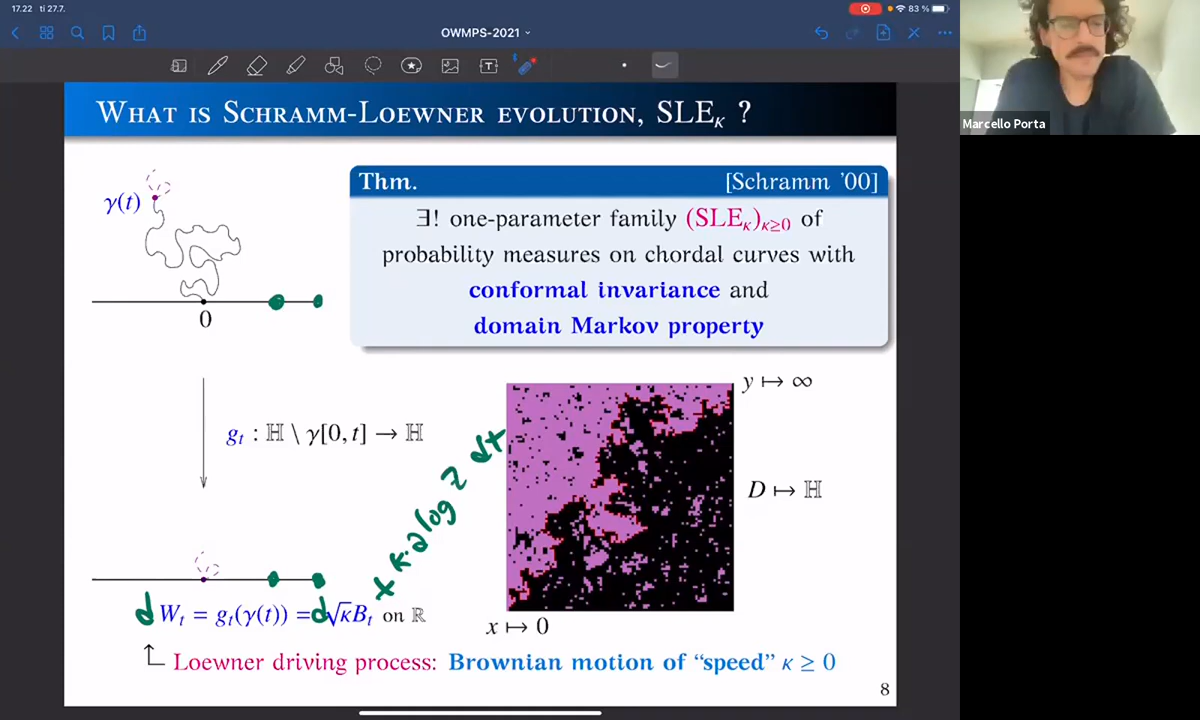 17.22 ti 27.7.
83 %
OWMPS-2021
What is Schramm-Loewner evolution, SLEκ ?
γ(t)
0
Thm. [Schramm '00]
∃! one-parameter family (SLEκ)κ≥0 of
probability measures on chordal curves with
conformal invariance and
domain Markov property
gt : ℍ \ γ[0, t] → ℍ
y ↦ ∞
D ↦ ℍ
x ↦ 0
+ κ·∂ log Z dt
d Wt = gt(γ(t)) = d √κBt on ℝ
Loewner driving process: Brownian motion of “speed” κ ≥ 0
8
Marcello Porta